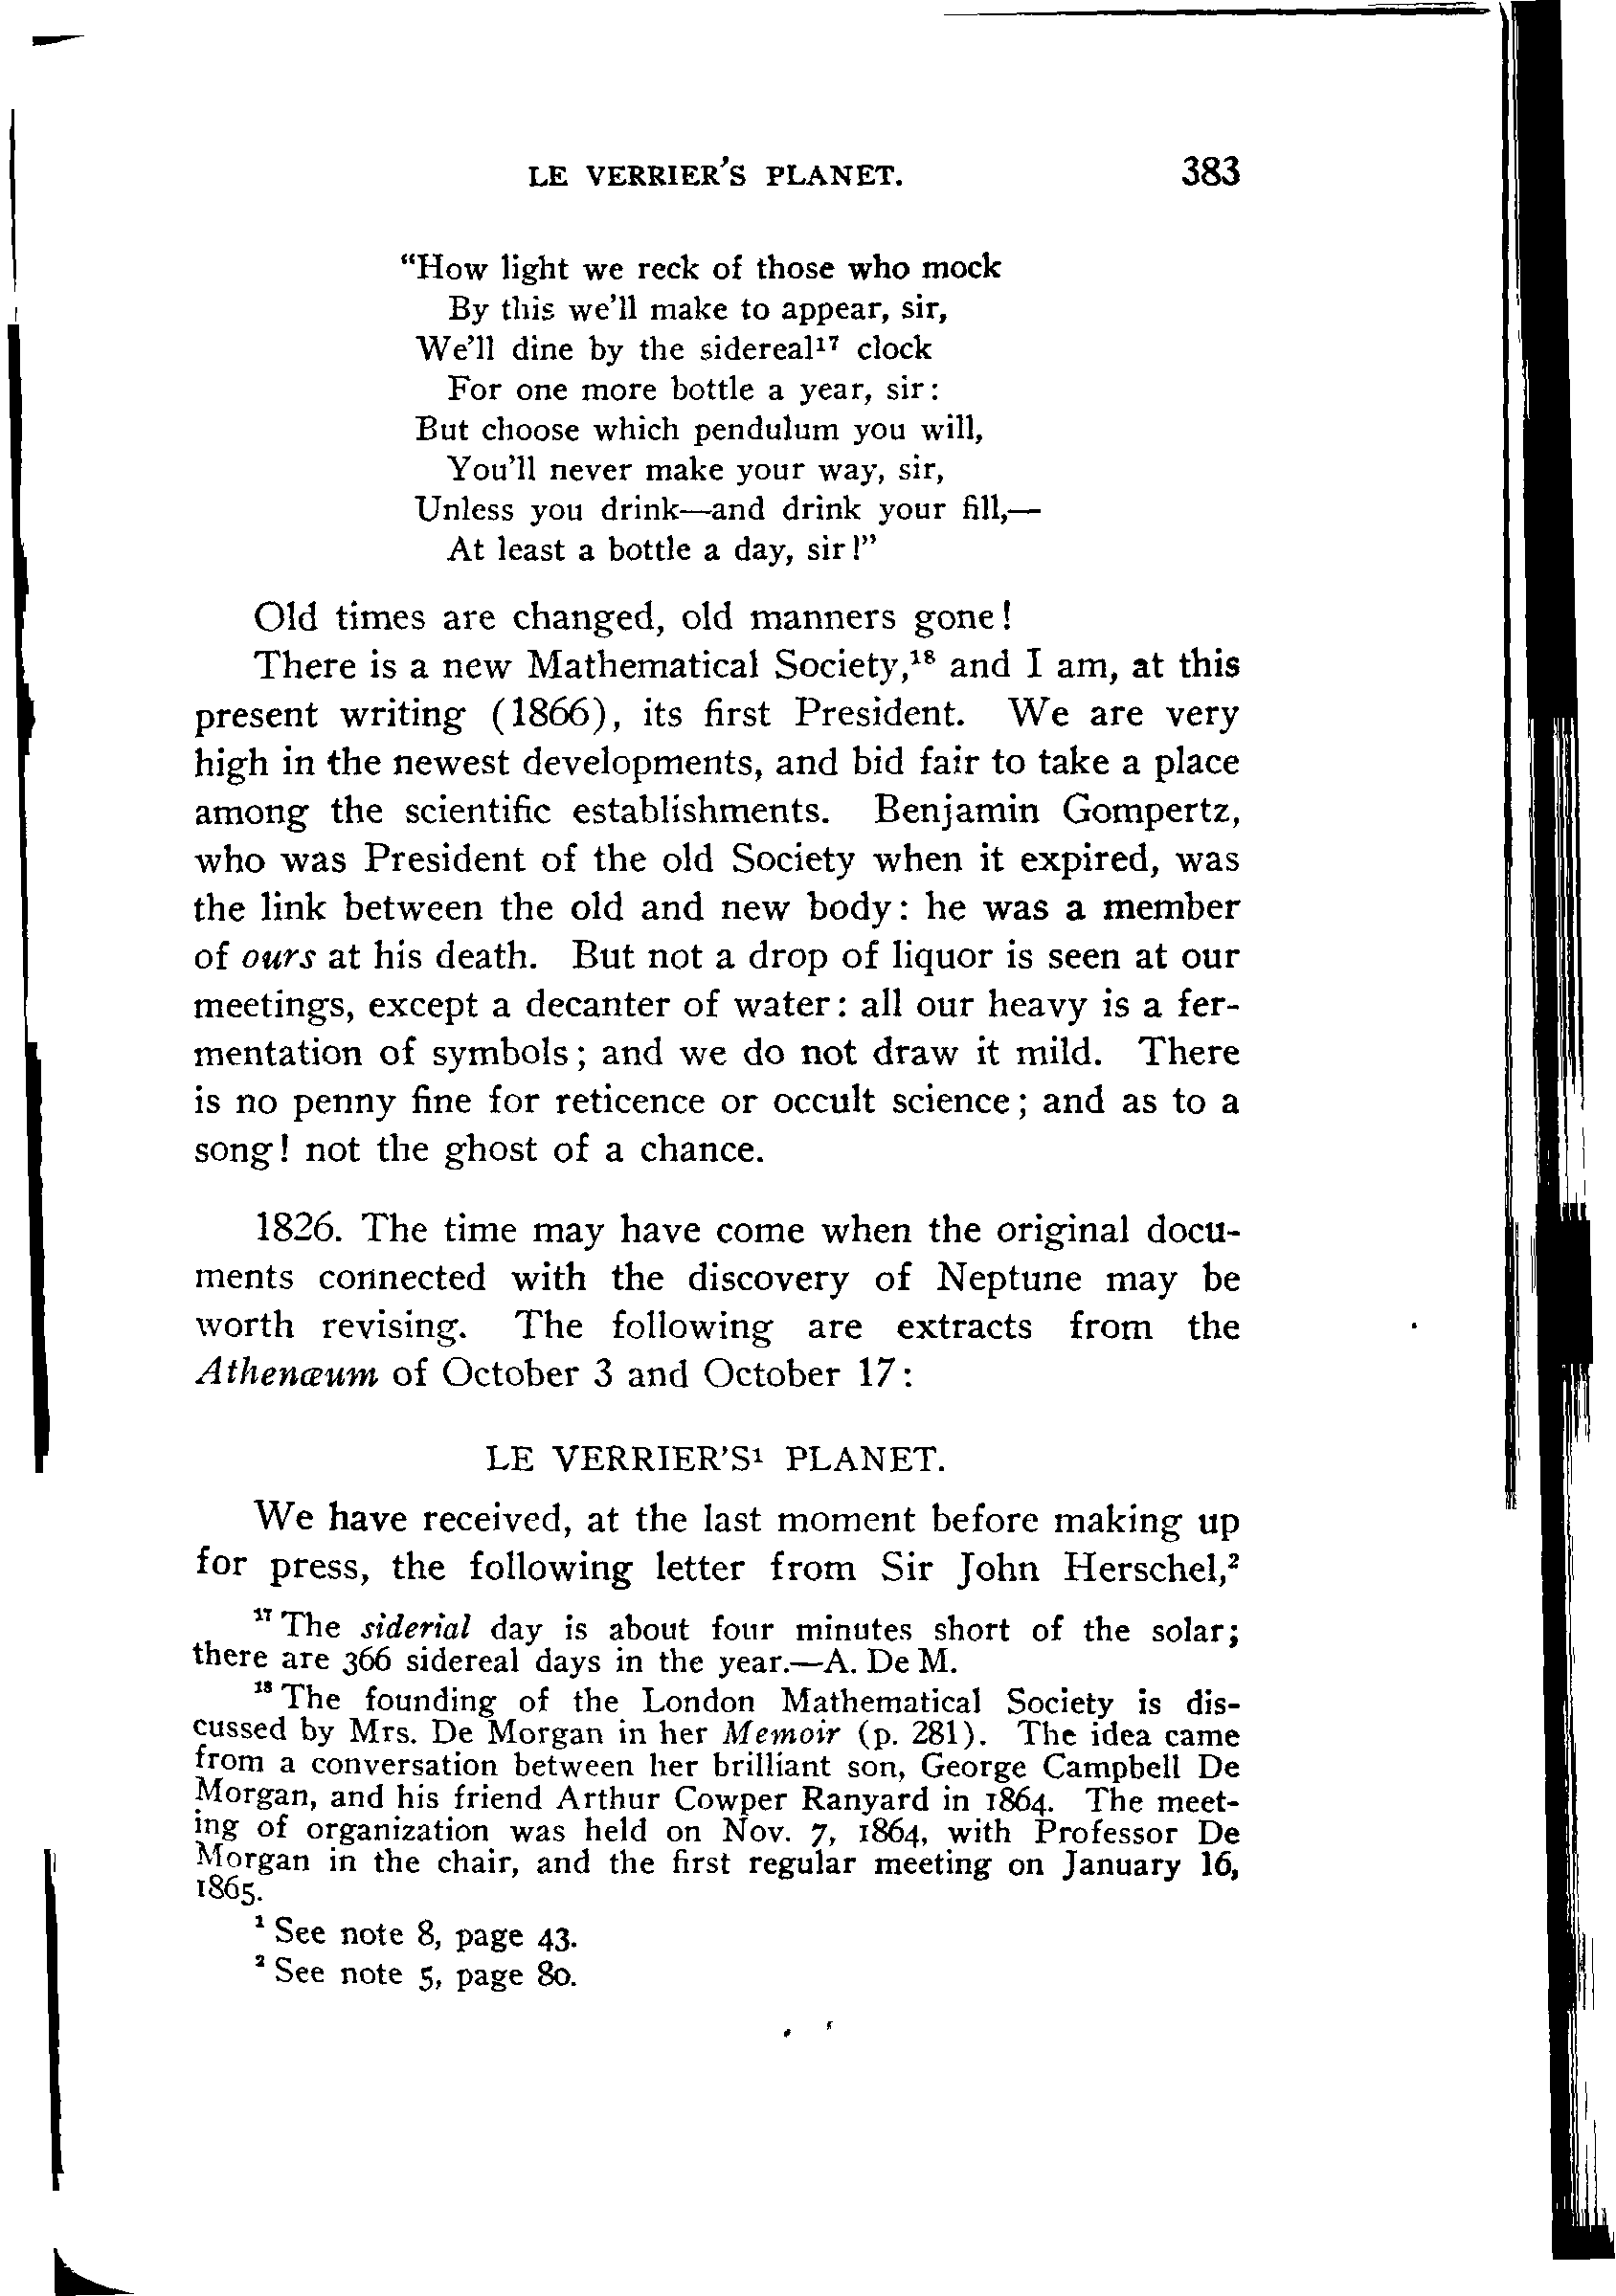 LE VERRIER'S PLANET. 383
"How light we reck of those who mock
By this we'll make to appear, sir,
We'll dine by the sidereal¹⁷ clock
For one more bottle a year, sir:
But choose which pendulum you will,
You'll never make your way, sir,
Unless you drink—and drink your fill,—
At least a bottle a day, sir!"
Old times are changed, old manners gone!
There is a new Mathematical Society,¹⁸ and I am, at this
present writing (1866), its first President. We are very
high in the newest developments, and bid fair to take a place
among the scientific establishments. Benjamin Gompertz,
who was President of the old Society when it expired, was
the link between the old and new body: he was a member
of ours at his death. But not a drop of liquor is seen at our
meetings, except a decanter of water: all our heavy is a fer-
mentation of symbols; and we do not draw it mild. There
is no penny fine for reticence or occult science; and as to a
song! not the ghost of a chance.
1826. The time may have come when the original docu-
ments connected with the discovery of Neptune may be
worth revising. The following are extracts from the
Athenæum of October 3 and October 17:
LE VERRIER'S¹ PLANET.
We have received, at the last moment before making up
for press, the following letter from Sir John Herschel,²
¹⁷ The siderial day is about four minutes short of the solar;
there are 366 sidereal days in the year.—A. De M.
¹⁸ The founding of the London Mathematical Society is dis-
cussed by Mrs. De Morgan in her Memoir (p. 281). The idea came
from a conversation between her brilliant son, George Campbell De
Morgan, and his friend Arthur Cowper Ranyard in 1864. The meet-
ing of organization was held on Nov. 7, 1864, with Professor De
Morgan in the chair, and the first regular meeting on January 16,
1865.
¹ See note 8, page 43.
² See note 5, page 80.